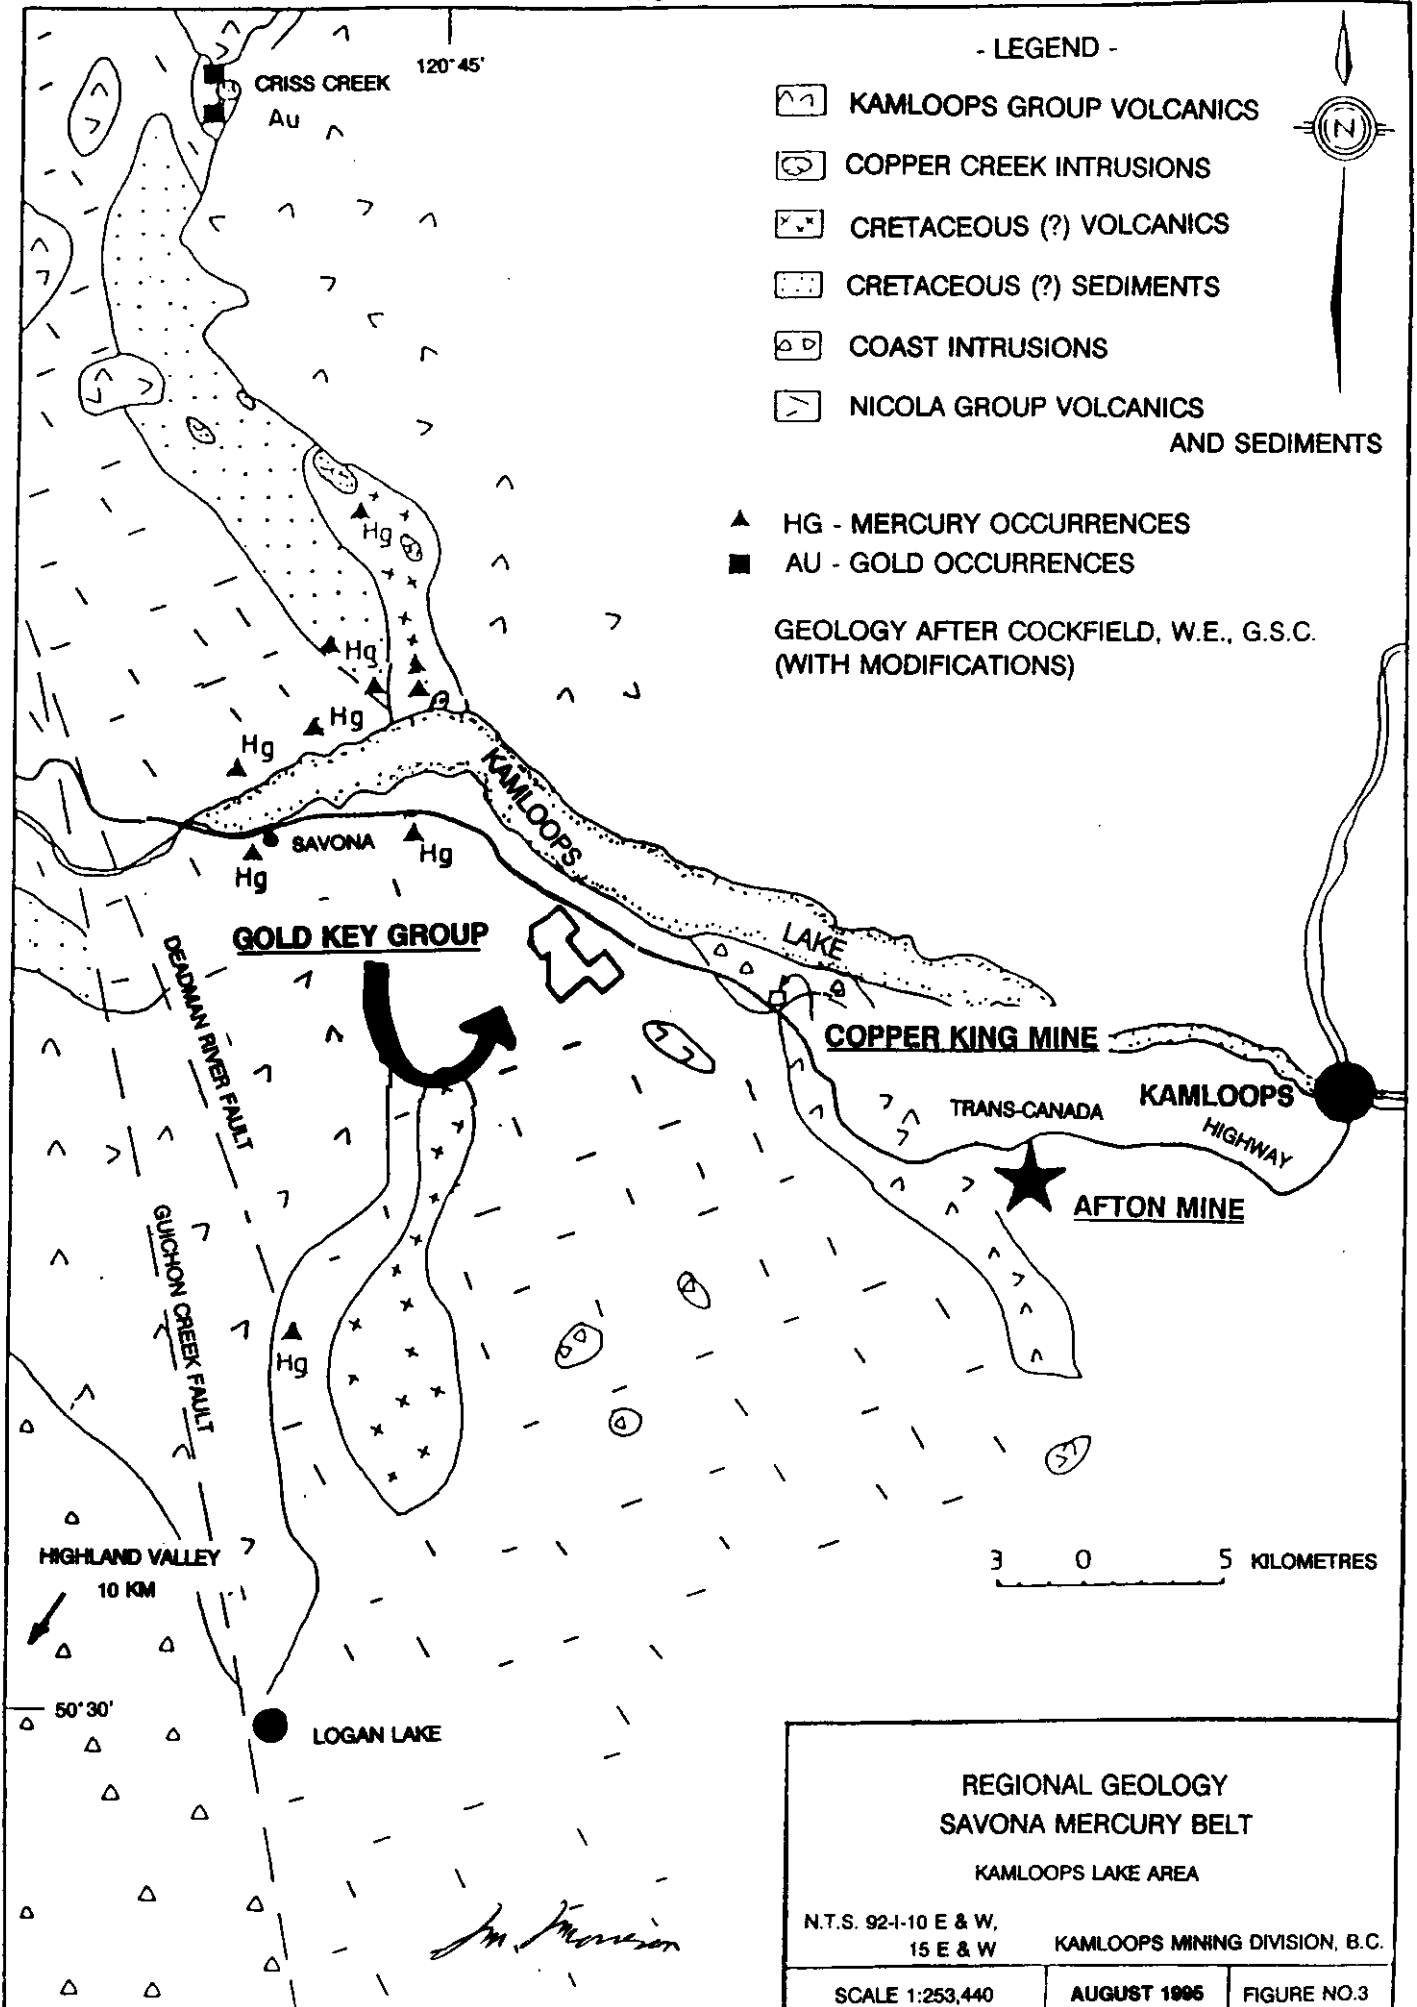 120°45'
CRISS CREEK
Au
- LEGEND -
KAMLOOPS GROUP VOLCANICS
COPPER CREEK INTRUSIONS
CRETACEOUS (?) VOLCANICS
CRETACEOUS (?) SEDIMENTS
COAST INTRUSIONS
NICOLA GROUP VOLCANICS
AND SEDIMENTS
N
HG - MERCURY OCCURRENCES
AU - GOLD OCCURRENCES
GEOLOGY AFTER COCKFIELD, W.E., G.S.C.
(WITH MODIFICATIONS)
Hg
Hg
Hg
Hg
KAMLOOPS
LAKE
SAVONA
Hg
Hg
GOLD KEY GROUP
DEADMAN RIVER FAULT
COPPER KING MINE
KAMLOOPS
TRANS-CANADA
HIGHWAY
AFTON MINE
GUICHON CREEK FAULT
Hg
HIGHLAND VALLEY
10 KM
3 0 5 KILOMETRES
50°30'
LOGAN LAKE
REGIONAL GEOLOGY
SAVONA MERCURY BELT
KAMLOOPS LAKE AREA
N.T.S. 92-I-10 E & W,
15 E & W
KAMLOOPS MINING DIVISION, B.C.
SCALE 1:253,440
AUGUST 1995
FIGURE NO.3